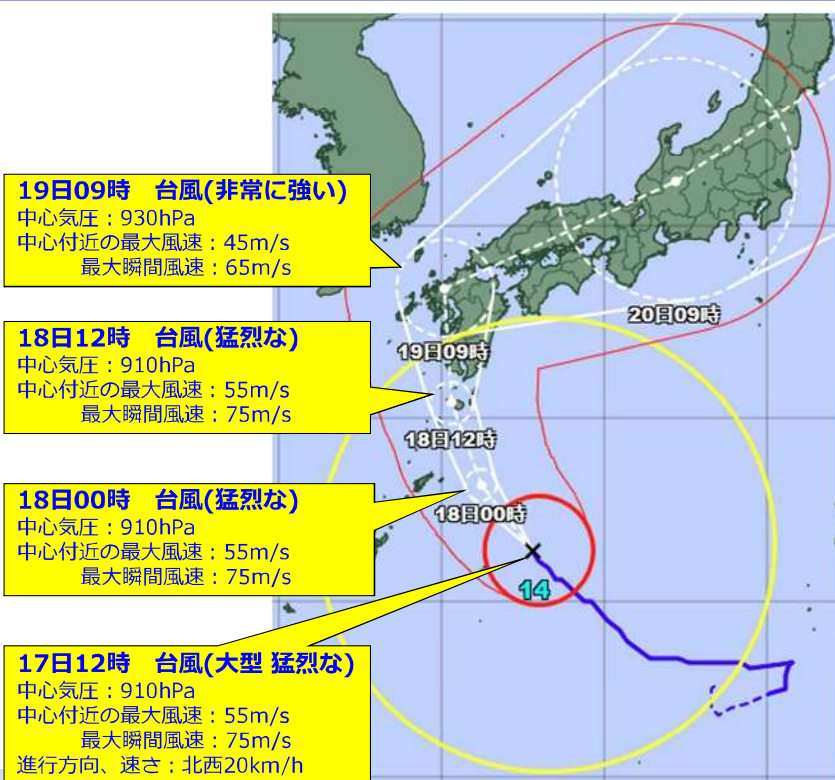 19日09時　台風(非常に強い)
中心気圧：930hPa
中心付近の最大風速：45m/s
最大瞬間風速：65m/s
18日12時　台風(猛烈な)
中心気圧：910hPa
中心付近の最大風速：55m/s
最大瞬間風速：75m/s
18日00時　台風(猛烈な)
中心気圧：910hPa
中心付近の最大風速：55m/s
最大瞬間風速：75m/s
17日12時　台風(大型 猛烈な)
中心気圧：910hPa
中心付近の最大風速：55m/s
最大瞬間風速：75m/s
進行方向、速さ：北西20km/h
20日09時
19日09時
18日12時
18日00時
14